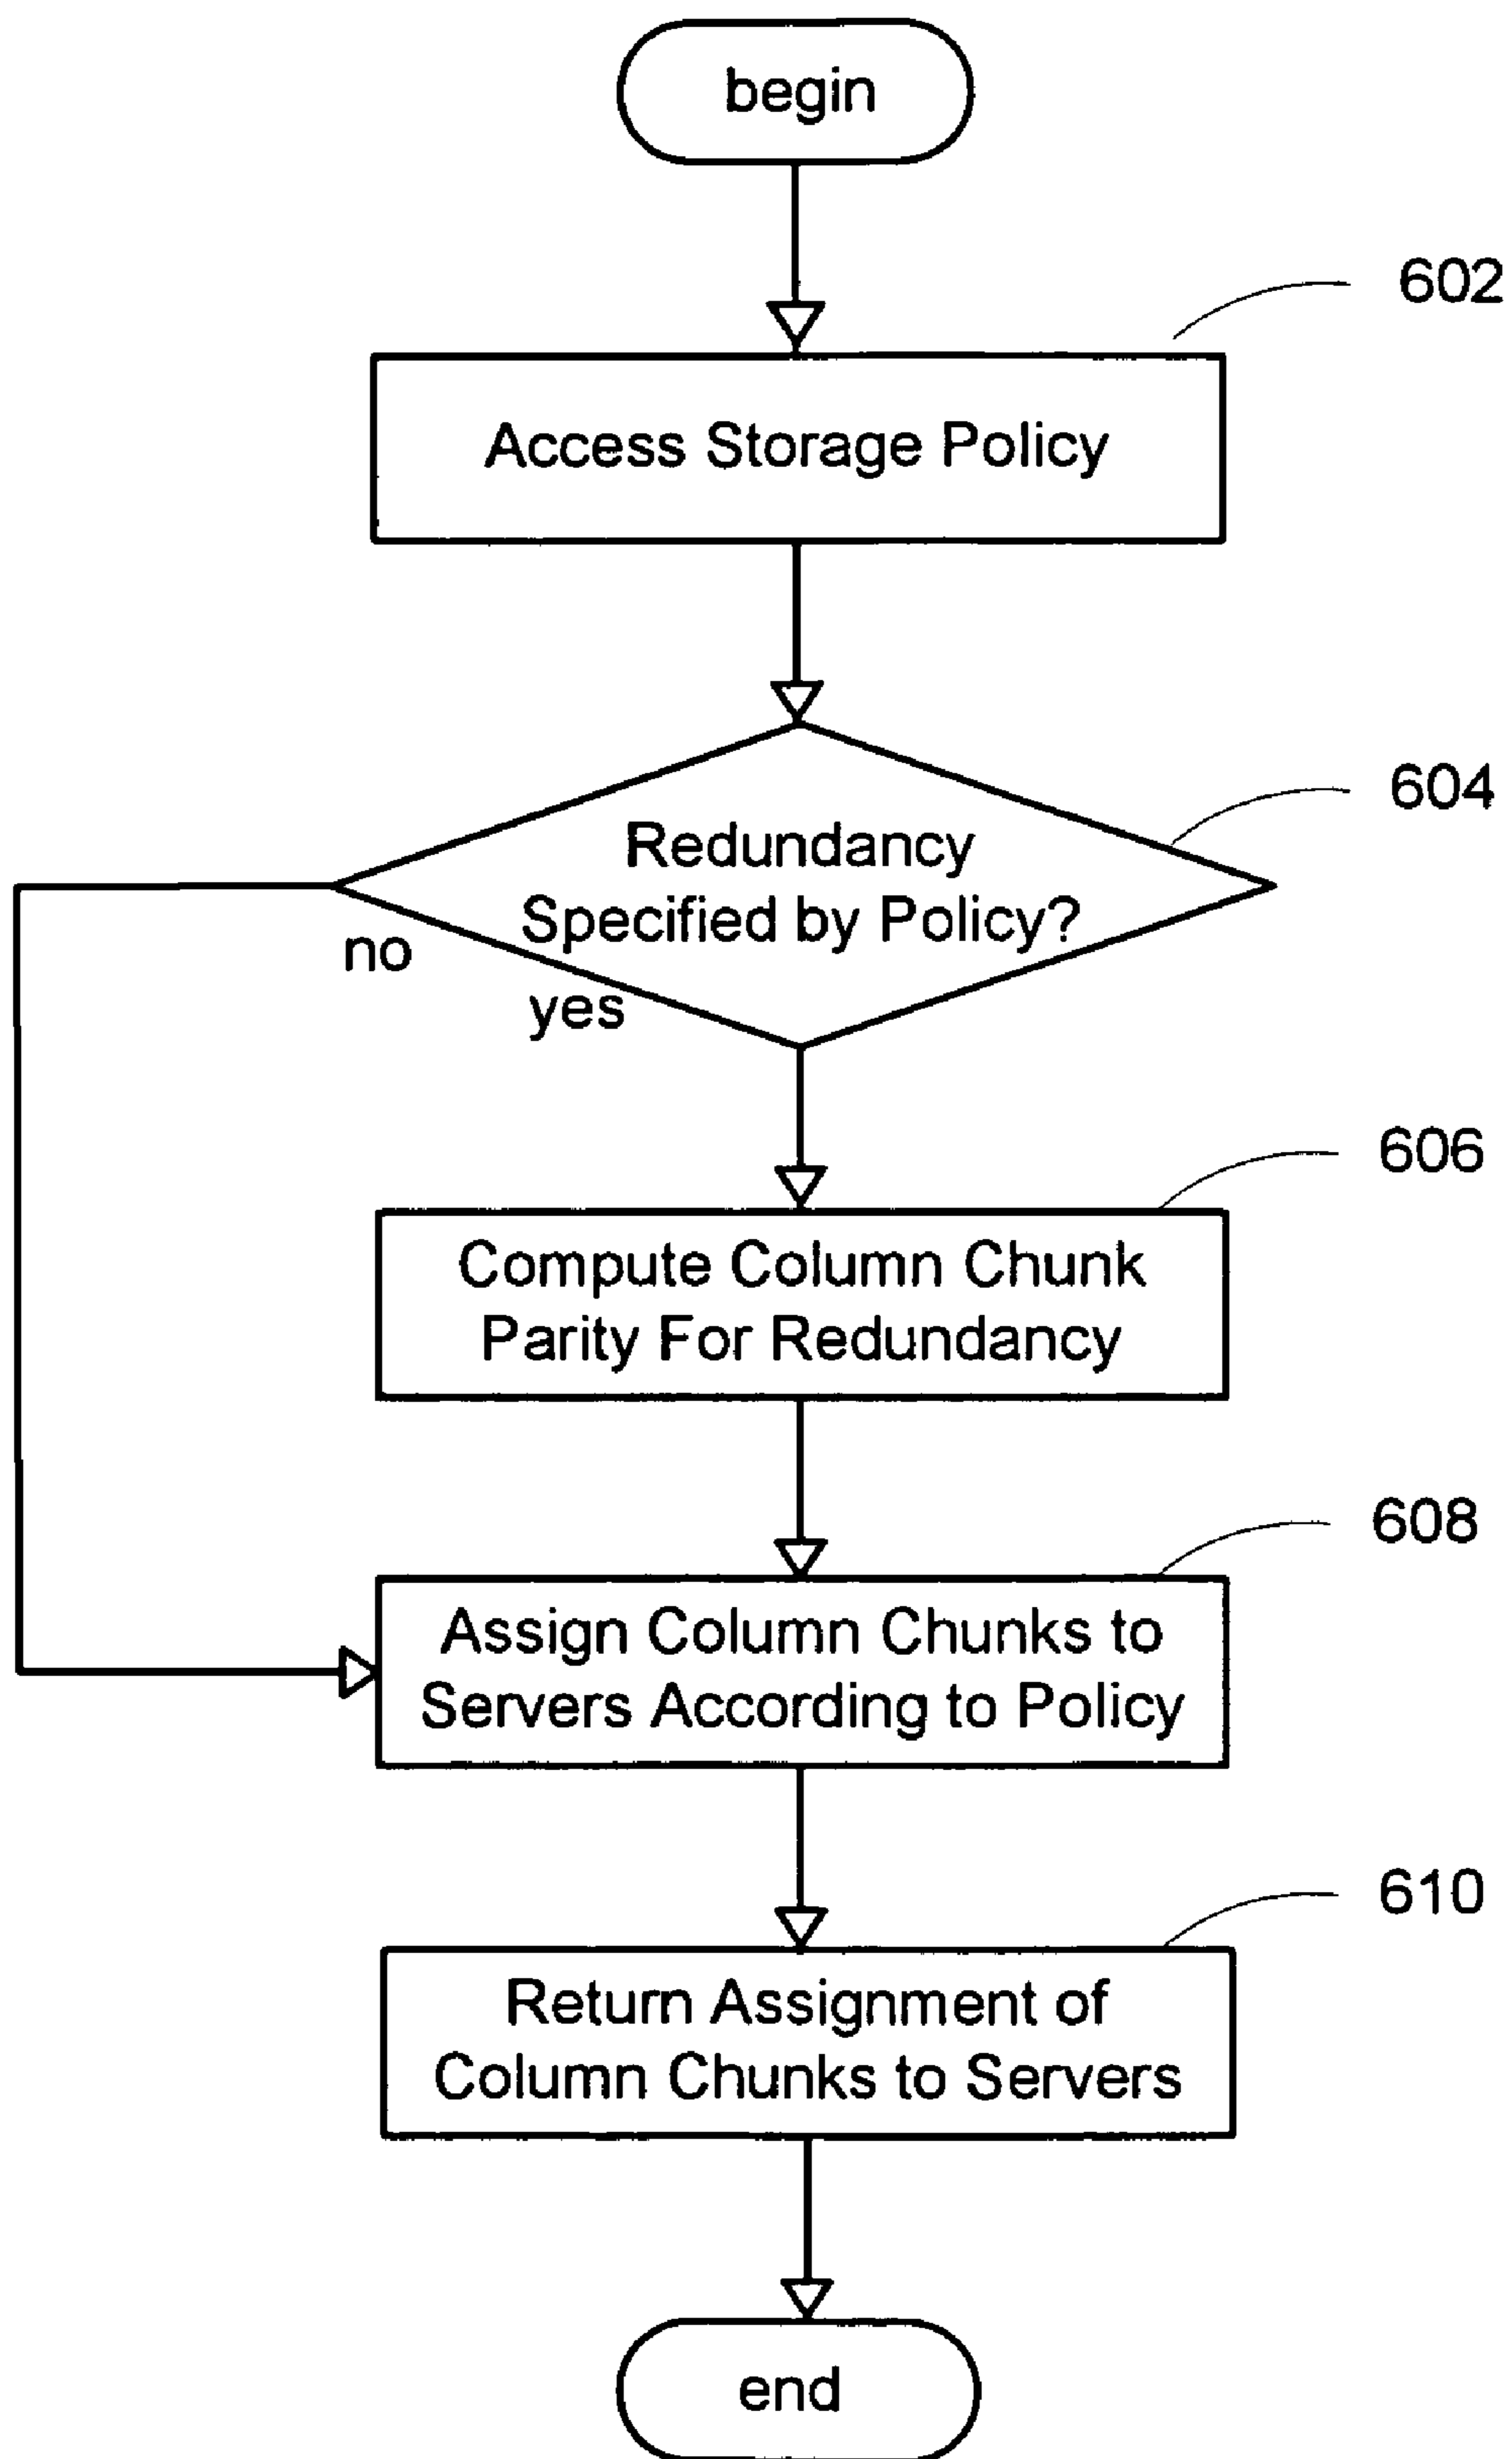 begin
602
Access Storage Policy
604
Redundancy
Specified by Policy?
no
yes
606
Compute Column Chunk
Parity For Redundancy
608
Assign Column Chunks to
Servers According to Policy
610
Return Assignment of
Column Chunks to Servers
end